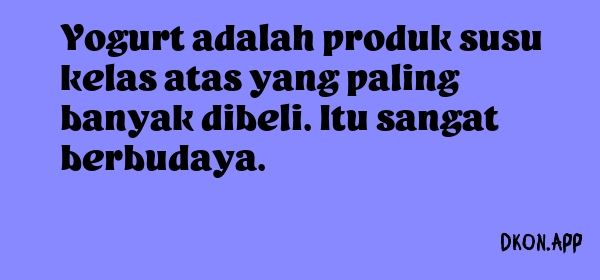 Yogurt adalah produk susu
kelas atas yang paling
banyak dibeli. Itu sangat
berbudaya.
DKON.APP